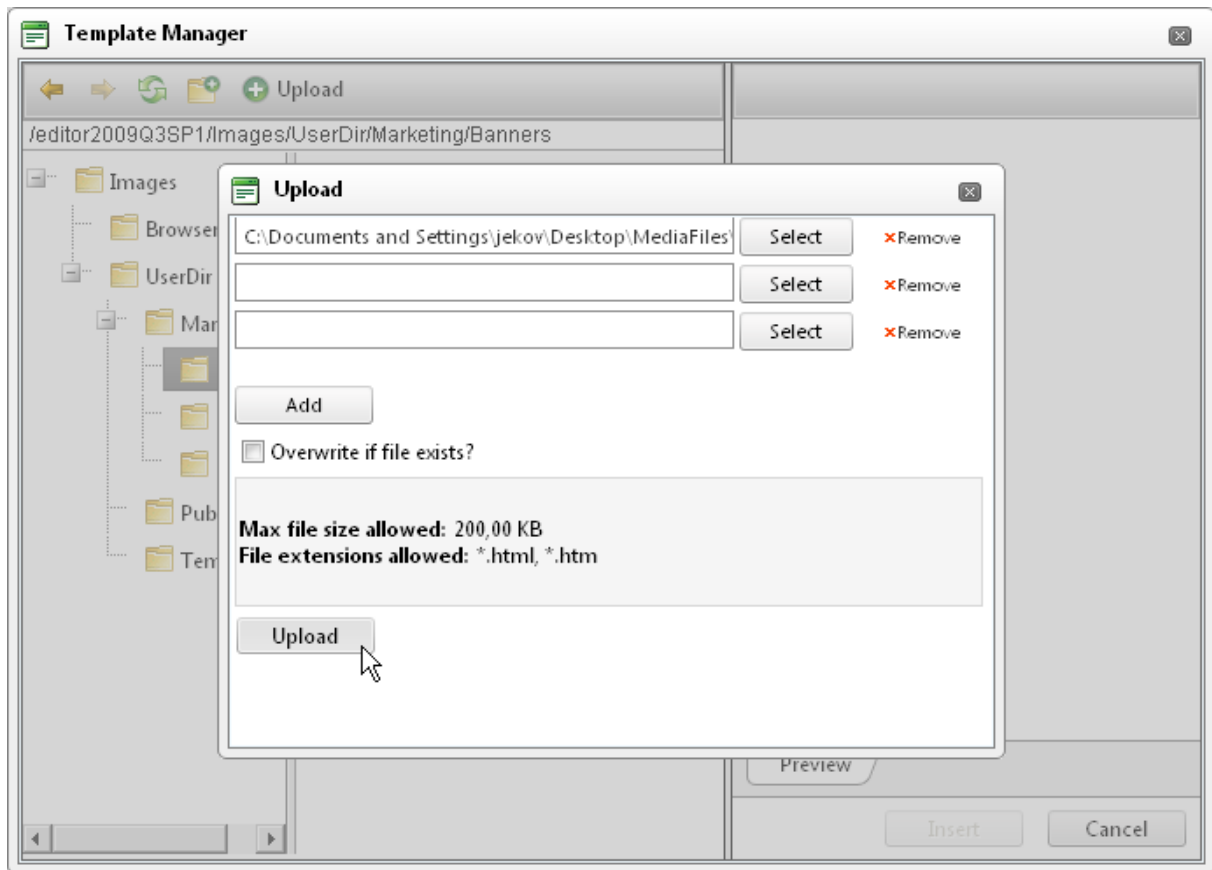 Template Manager
Upload
/editor2009Q3SP1/Images/UserDir/Marketing/Banners
Images
Browser
UserDir
Mar
Pub
Tem
Upload
C:\Documents and Settings\jekov\Desktop\MediaFiles\ Select Remove
Select Remove
Select Remove
Add
Overwrite if file exists?
Max file size allowed: 200,00 KB
File extensions allowed: *.html, *.htm
Upload
Preview
Insert Cancel